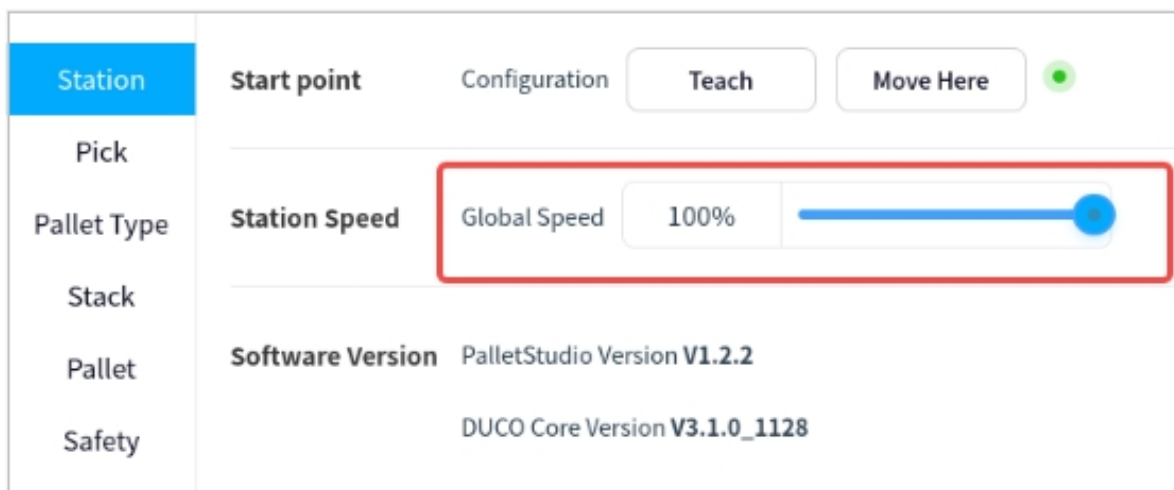 Station
Pick
Pallet Type
Stack
Pallet
Safety
Start point Configuration Teach Move Here
Station Speed Global Speed 100%
Software Version PalletStudio Version V1.2.2
DUCO Core Version V3.1.0_1128